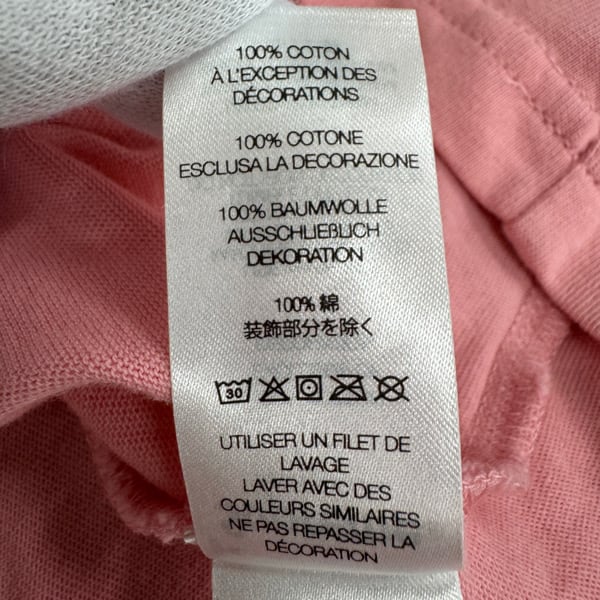 100% COTON
À L'EXCEPTION DES
DÉCORATIONS
100% COTONE
ESCLUSA LA DECORAZIONE
100% BAUMWOLLE
AUSSCHLIEßLICH
DEKORATION
100% 綿
装飾部分を除く
30
UTILISER UN FILET DE
LAVAGE
LAVER AVEC DES
COULEURS SIMILAIRES
NE PAS REPASSER LA
DÉCORATION